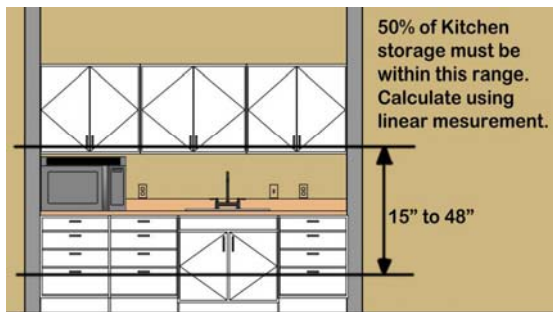 50% of Kitchen
storage must be
within this range.
Calculate using
linear mesurement.
15” to 48”